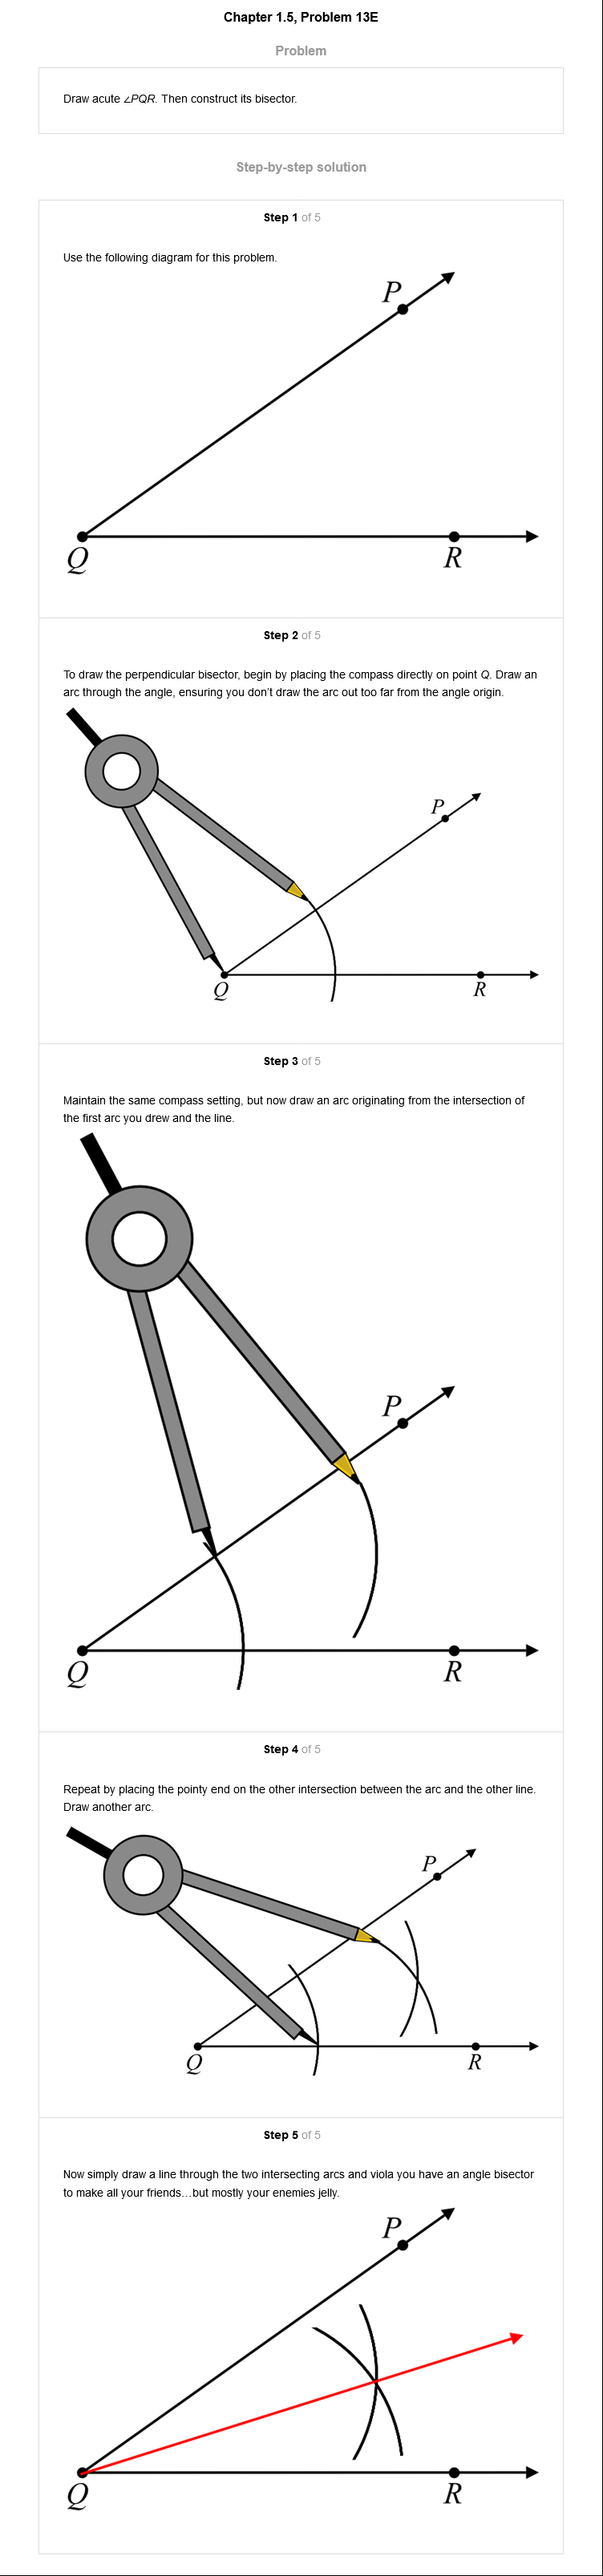 Chapter 1.5, Problem 13E
Problem
Draw acute ∠PQR. Then construct its bisector.
Step-by-step solution
Step 1 of 5
Use the following diagram for this problem.
P
Q
R
Step 2 of 5
To draw the perpendicular bisector, begin by placing the compass directly on point Q. Draw an
arc through the angle, ensuring you don't draw the arc out too far from the angle origin.
P
Q
R
Step 3 of 5
Maintain the same compass setting, but now draw an arc originating from the intersection of
the first arc you drew and the line.
P
Q
R
Step 4 of 5
Repeat by placing the pointy end on the other intersection between the arc and the other line.
Draw another arc.
P
Q
R
Step 5 of 5
Now simply draw a line through the two intersecting arcs and viola you have an angle bisector
to make all your friends…but mostly your enemies jelly.
P
Q
R